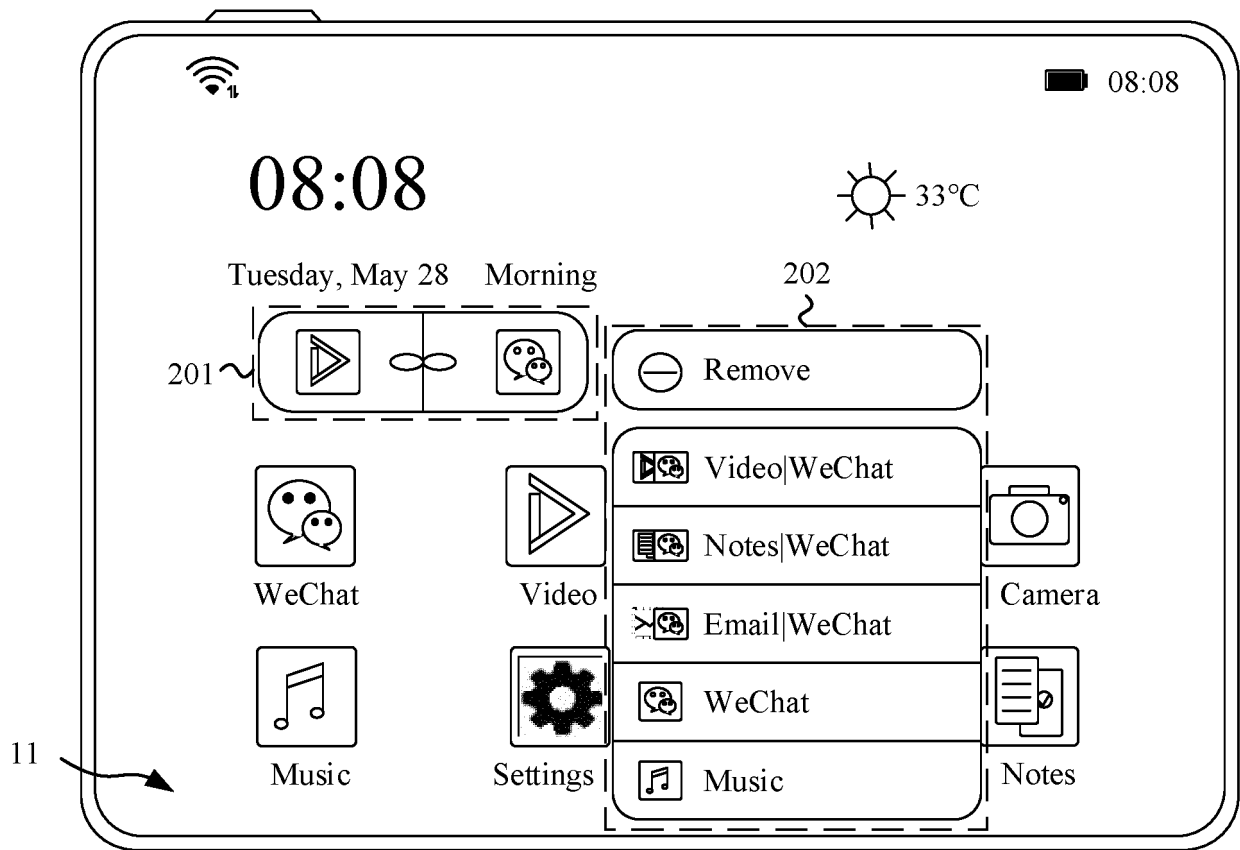 08:08
08:08
33°C
Tuesday, May 28 Morning
202
201
Remove
Video|WeChat
Notes|WeChat
Email|WeChat
WeChat
Music
WeChat
Video
Camera
Music
Settings
Notes
11